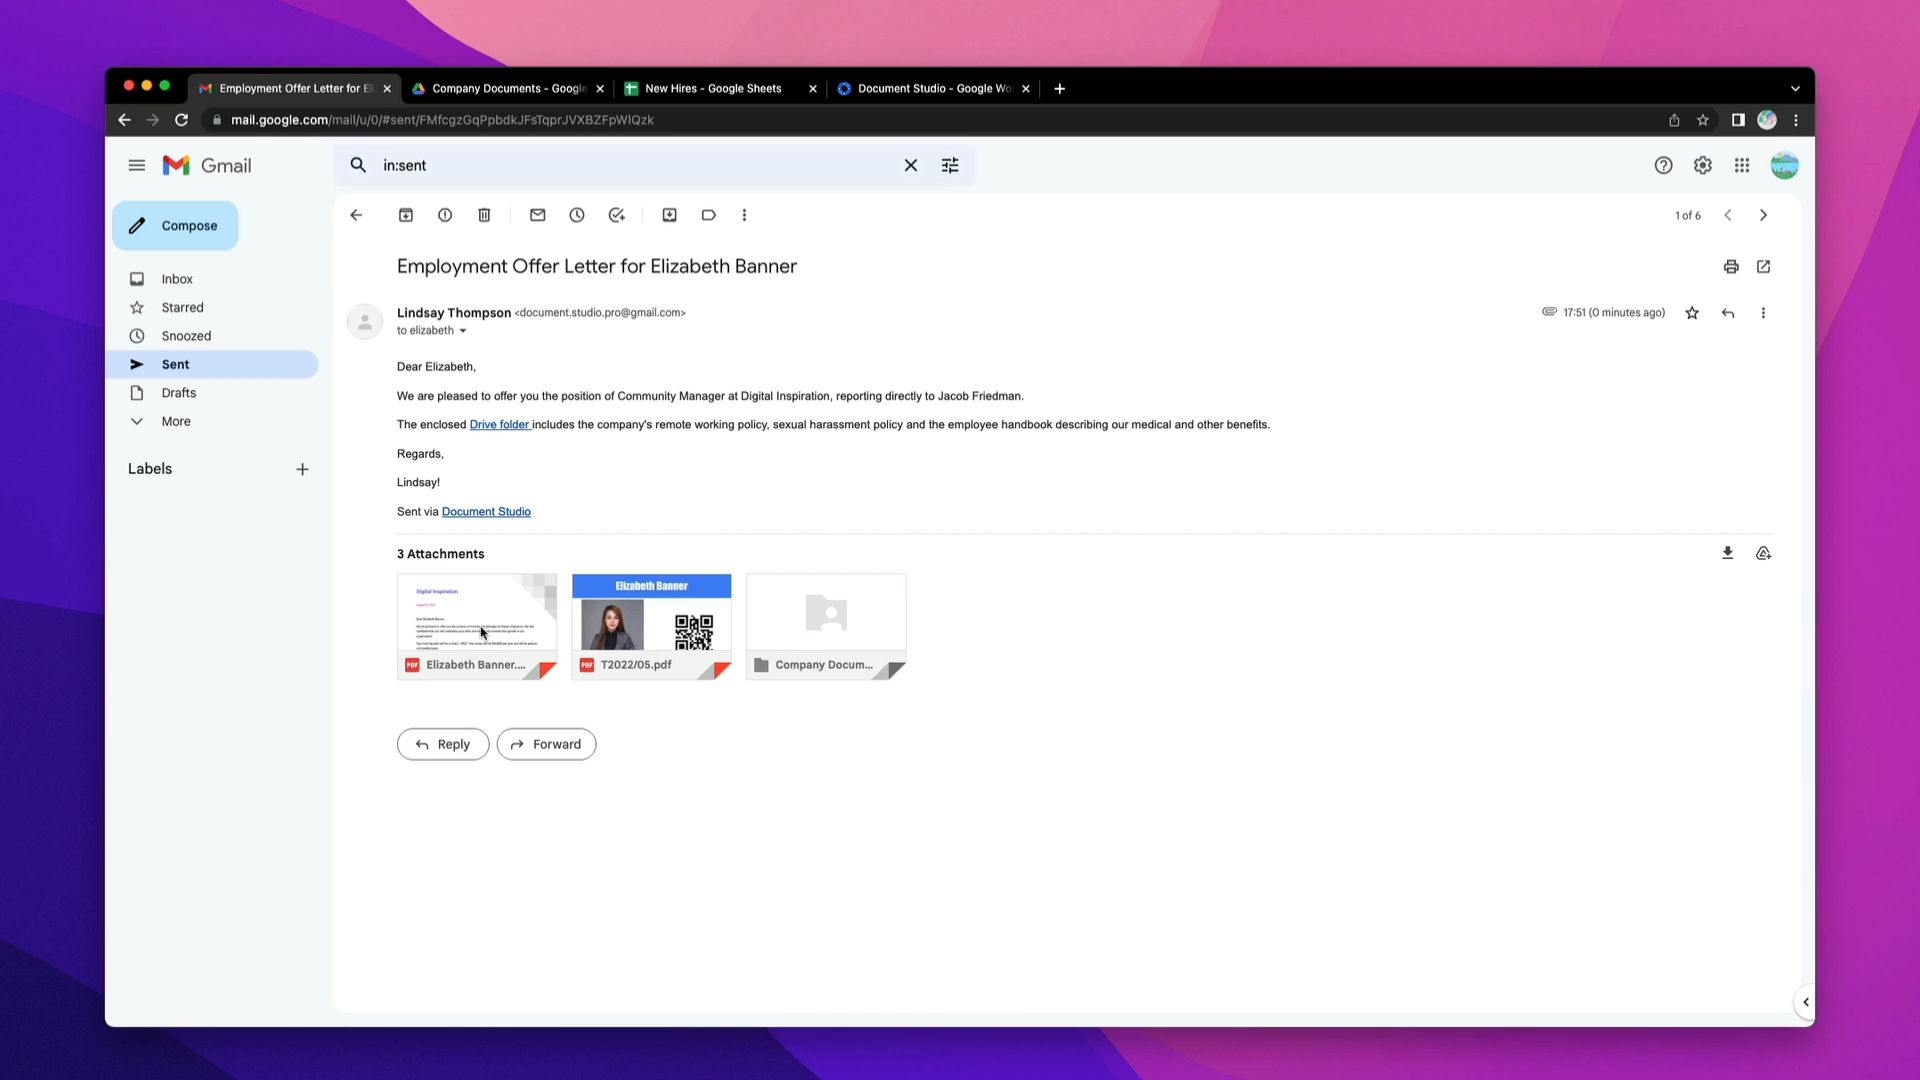 Employment Offer Letter for El
Company Documents - Google
New Hires - Google Sheets
Document Studio - Google Wo
mail.google.com/mail/u/0/#sent/FMfcgzGqPpbdkJFsTqprJVXBZFpWlQzk
Gmail
in:sent
Compose
1 of 6
Inbox
Starred
Snoozed
Sent
Drafts
More
Labels
Employment Offer Letter for Elizabeth Banner
Lindsay Thompson <document.studio.pro@gmail.com>
17:51 (0 minutes ago)
to elizabeth
Dear Elizabeth,
We are pleased to offer you the position of Community Manager at Digital Inspiration, reporting directly to Jacob Friedman.
The enclosed Drive folder includes the company's remote working policy, sexual harassment policy and the employee handbook describing our medical and other benefits.
Regards,
Lindsay!
Sent via Document Studio
3 Attachments
Digital Inspiration
Elizabeth Banner
PDF Elizabeth Banner....
PDF T2022/05.pdf
Company Docum...
Reply
Forward